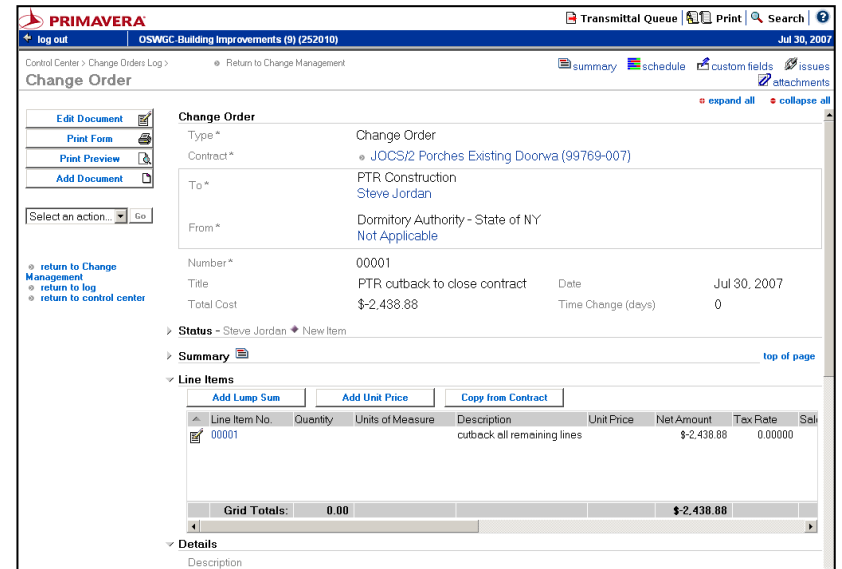 PRIMAVERA
Transmittal Queue Print Search ?
log out OSWGC-Building Improvements (9) (252010) Jul 30, 2007
Control Center > Change Orders Log > Return to Change Management
Change Order
summary schedule custom fields issues
attachments
expand all collapse all
Edit Document
Print Form
Print Preview
Add Document
Select an action... Go
return to Change
Management
return to log
return to control center
Change Order
Type * Change Order
Contract * JOCS/2 Porches Existing Doorwa (99769-007)
To * PTR Construction
Steve Jordan
From * Dormitory Authority - State of NY
Not Applicable
Number * 00001
Title PTR cutback to close contract Date Jul 30, 2007
Total Cost $-2,438.88 Time Change (days) 0
Status - Steve Jordan New Item
Summary top of page
Line Items
Add Lump Sum Add Unit Price Copy from Contract
Line Item No. Quantity Units of Measure Description Unit Price Net Amount Tax Rate Sal
00001 cutback all remaining lines $-2,438.88 0.00000
Grid Totals: 0.00 $-2,438.88
Details
Description